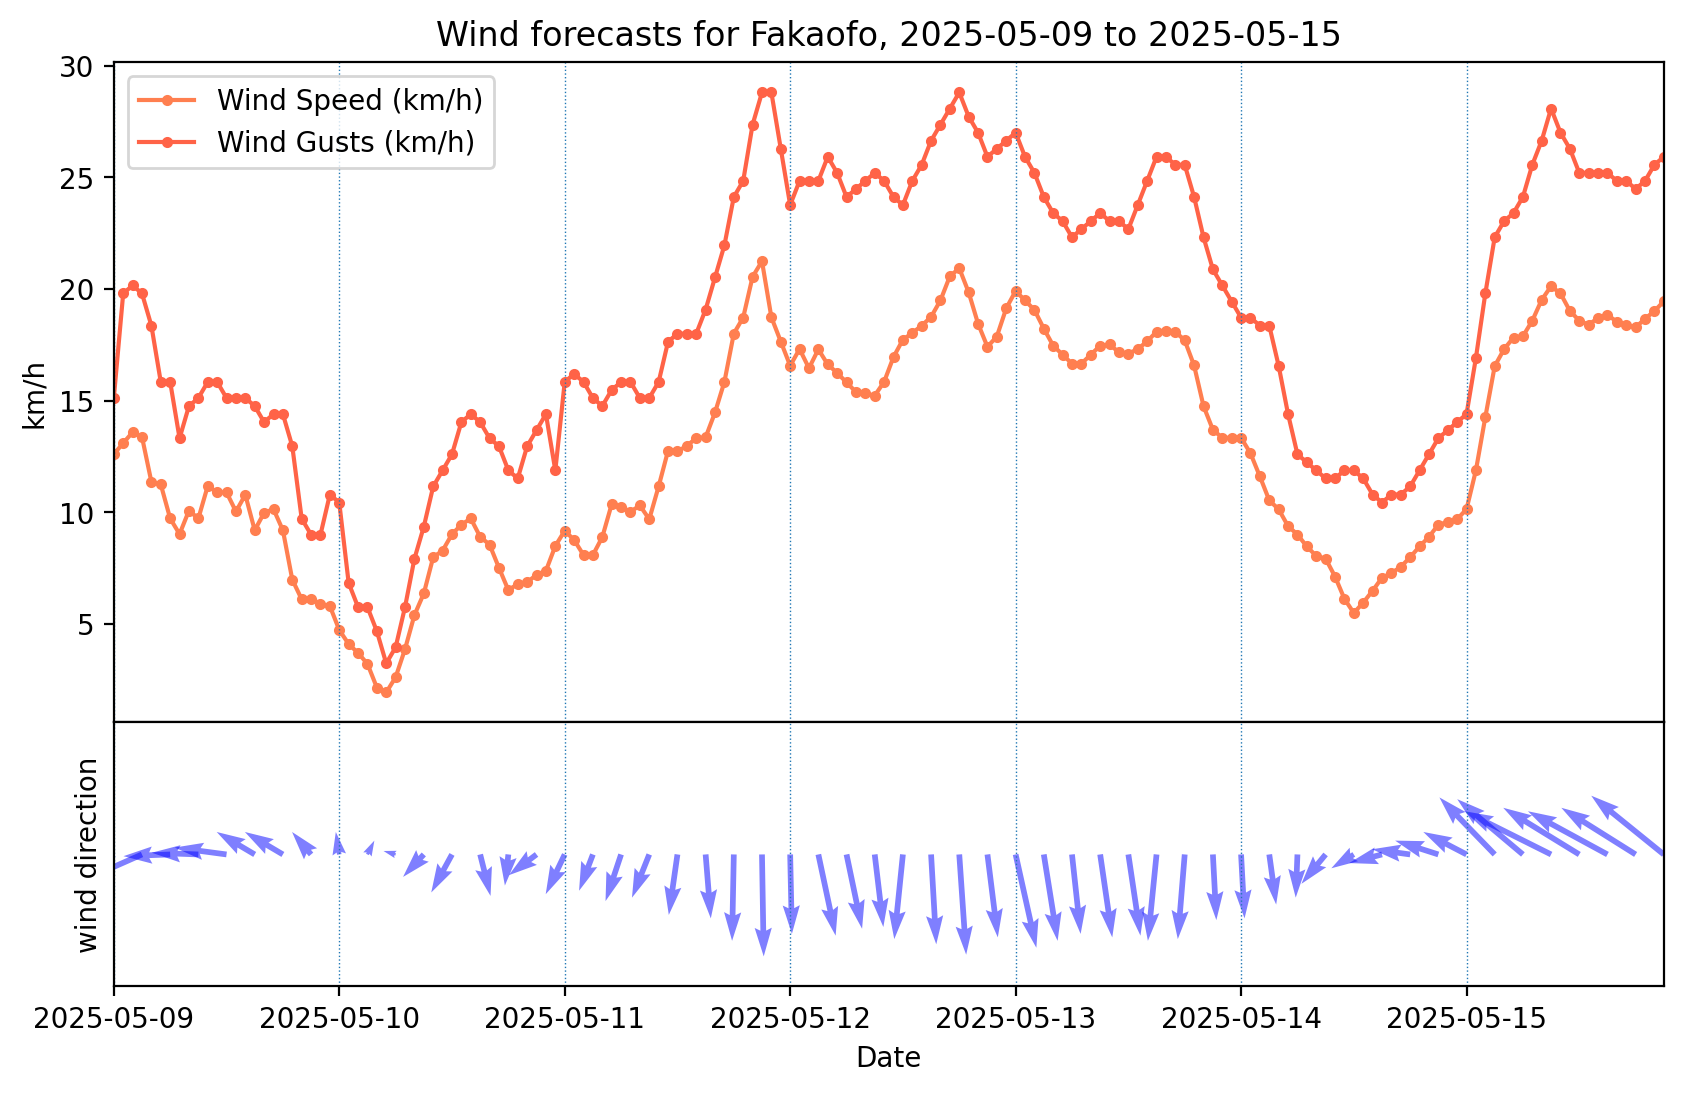 Wind forecasts for Fakaofo, 2025-05-09 to 2025-05-15
Wind Speed (km/h)
Wind Gusts (km/h)
30
25
20
15
10
5
km/h
wind direction
2025-05-09
2025-05-10
2025-05-11
2025-05-12
2025-05-13
2025-05-14
2025-05-15
Date